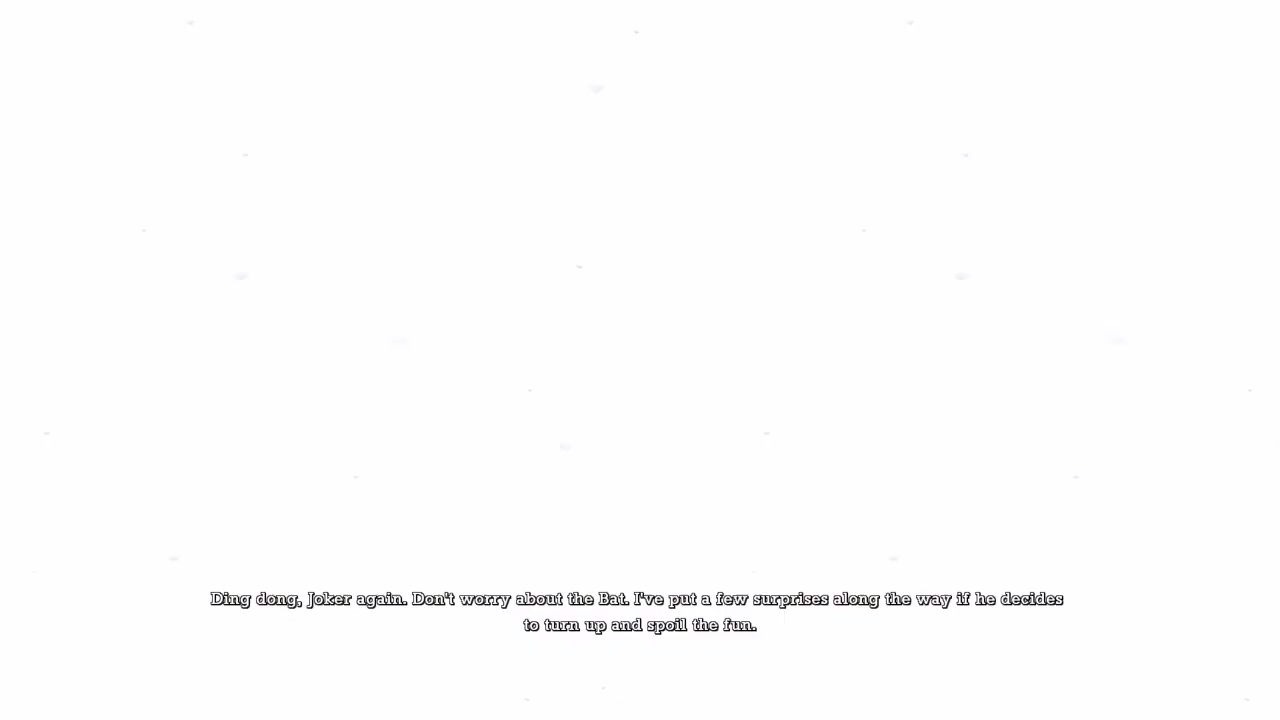 Ding dong, Joker again. Don't worry about the Bat. I've put a few surprises along the way if he decides
to turn up and spoil the fun.